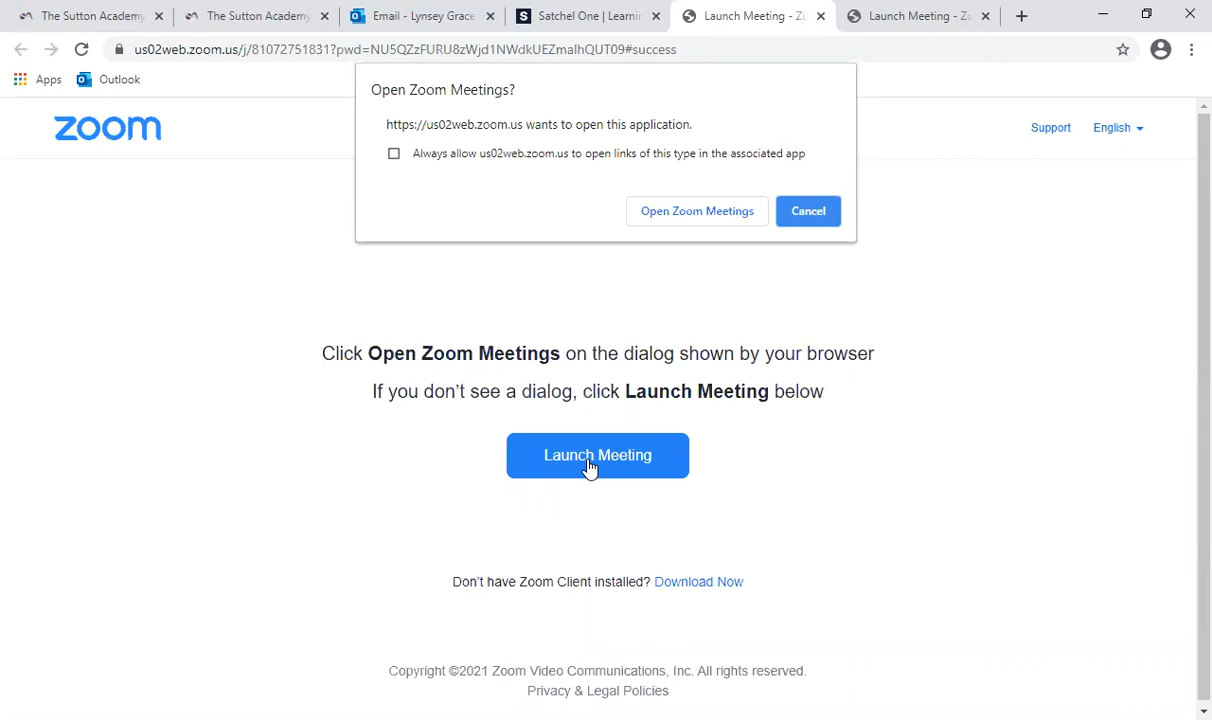 The Sutton Academy
The Sutton Academy
Email - Lynsey Grace
Satchel One | Learni
Launch Meeting - Zo
Launch Meeting - Zo
us02web.zoom.us/j/81072751831?pwd=NU5QZzFURU8zWjd1NWdkUEZmalhQUT09#success
Apps
Outlook
Open Zoom Meetings?
https://us02web.zoom.us wants to open this application.
Always allow us02web.zoom.us to open links of this type in the associated app
Open Zoom Meetings
Cancel
zoom
Support
English
Click Open Zoom Meetings on the dialog shown by your browser
If you don't see a dialog, click Launch Meeting below
Launch Meeting
Don't have Zoom Client installed? Download Now
Copyright ©2021 Zoom Video Communications, Inc. All rights reserved.
Privacy & Legal Policies